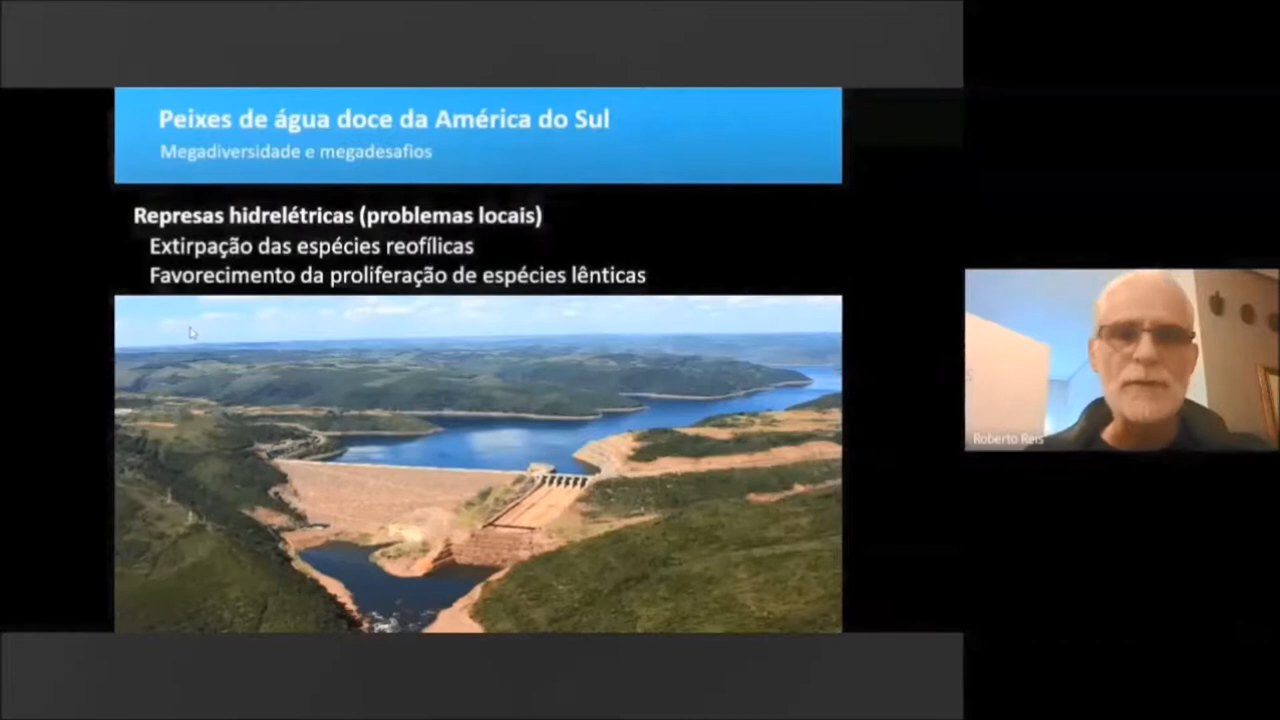 Peixes de água doce da América do Sul
Megadiversidade e megadesafios
Represas hidrelétricas (problemas locais)
Extirpação das espécies reofílicas
Favorecimento da proliferação de espécies lênticas
Roberto Reis